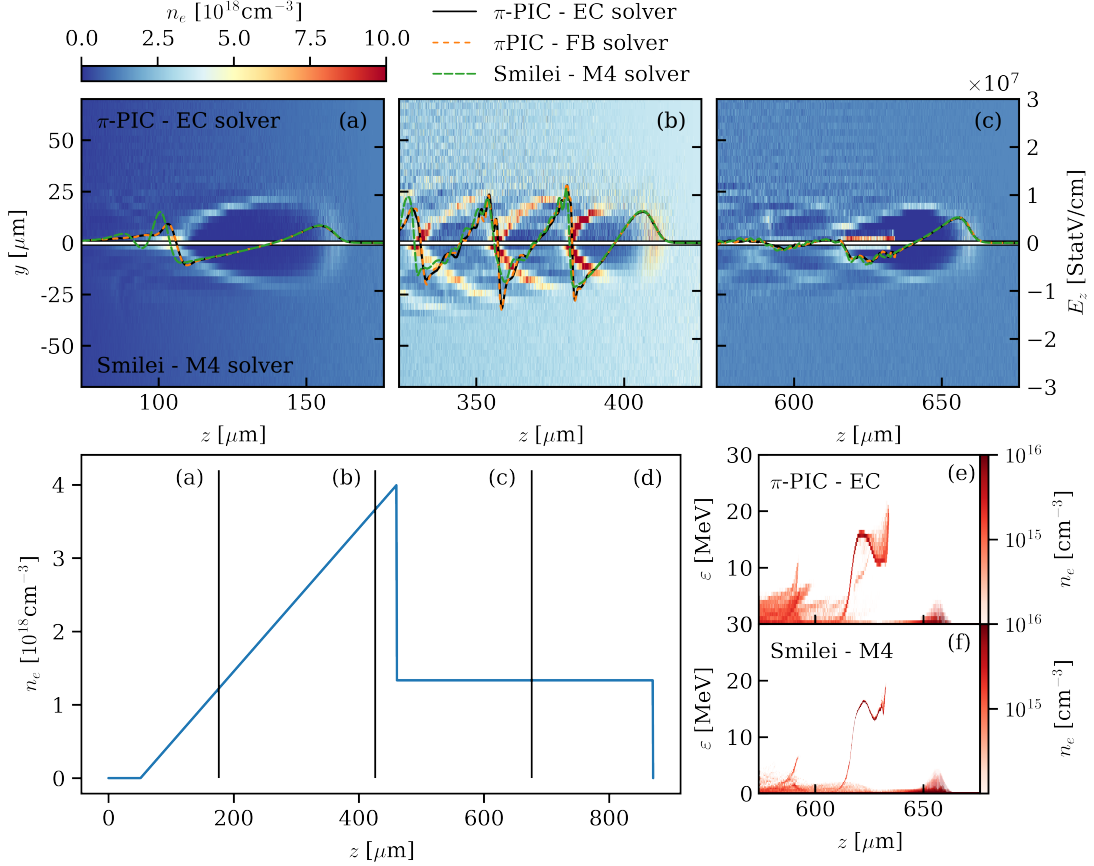 n_e [10^18 cm^-3]
0.0 2.5 5.0 7.5 10.0
π-PIC - EC solver
πPIC - FB solver
Smilei - M4 solver
×10^7
π-PIC - EC solver (a)
(b)
(c)
Smilei - M4 solver
y [μm]
50
25
0
-25
-50
3
2
1
0
−1
−2
−3
E_z [StatV/cm]
100 150
350 400
600 650
z [μm]
z [μm]
z [μm]
(a) (b) (c) (d)
n_e [10^18 cm^-3]
4
3
2
1
0
0 200 400 600 800
z [μm]
π-PIC - EC
(e)
ε [MeV]
30
20
10
30
10^16
10^15
n_e [cm^-3]
Smilei - M4
(f)
ε [MeV]
20
10
0
10^16
10^15
n_e [cm^-3]
600 650
z [μm]